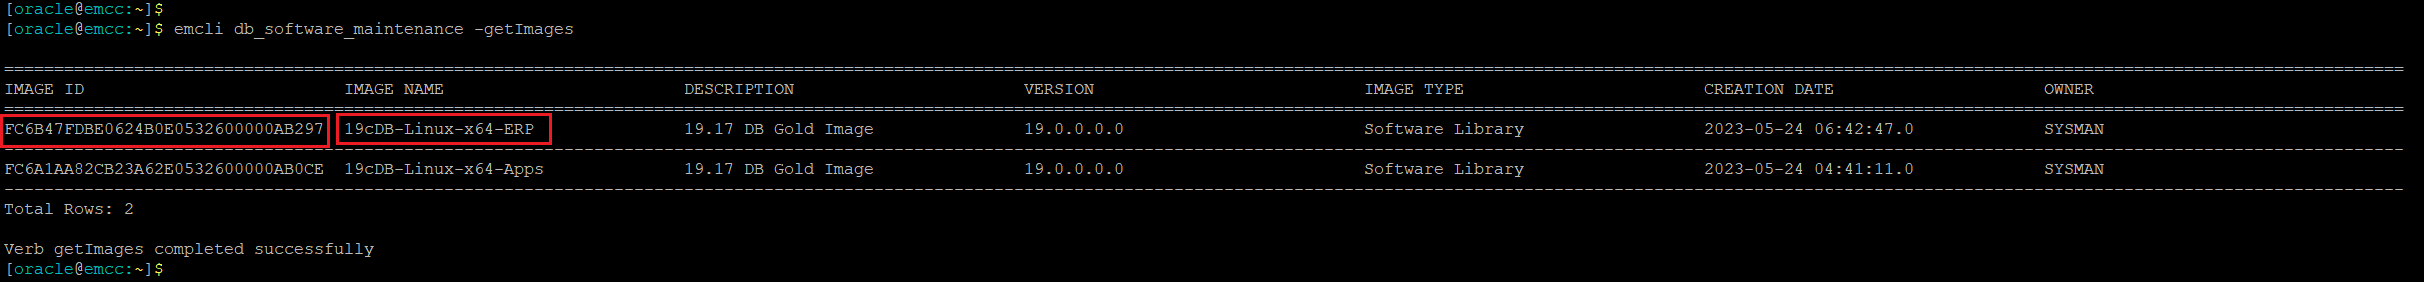 [oracle@emcc:~]$
[oracle@emcc:~]$ emcli db_software_maintenance -getImages
IMAGE ID IMAGE NAME DESCRIPTION VERSION IMAGE TYPE CREATION DATE OWNER
FC6B47FDBE0624B0E0532600000AB297 19cDB-Linux-x64-ERP 19.17 DB Gold Image 19.0.0.0.0 Software Library 2023-05-24 06:42:47.0 SYSMAN
FC6A1AA82CB23A62E0532600000AB0CE 19cDB-Linux-x64-Apps 19.17 DB Gold Image 19.0.0.0.0 Software Library 2023-05-24 04:41:11.0 SYSMAN
Total Rows: 2
Verb getImages completed successfully
[oracle@emcc:~]$